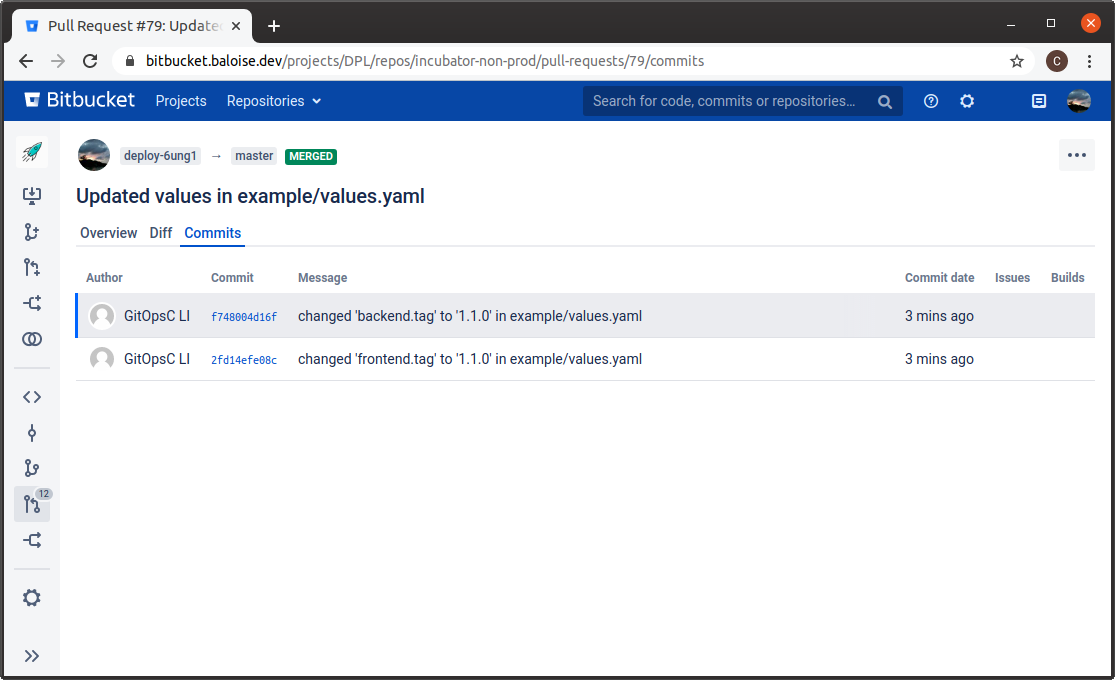 Pull Request #79: Update
bitbucket.baloise.dev/projects/DPL/repos/incubator-non-prod/pull-requests/79/commits
C
Bitbucket Projects Repositories Search for code, commits or repositories...
deploy-6ung1 → master MERGED
Updated values in example/values.yaml
Overview Diff Commits
Author Commit Message Commit date Issues Builds
GitOpsC LI f748004d16f changed 'backend.tag' to '1.1.0' in example/values.yaml 3 mins ago
GitOpsC LI 2fd14efe08c changed 'frontend.tag' to '1.1.0' in example/values.yaml 3 mins ago
12